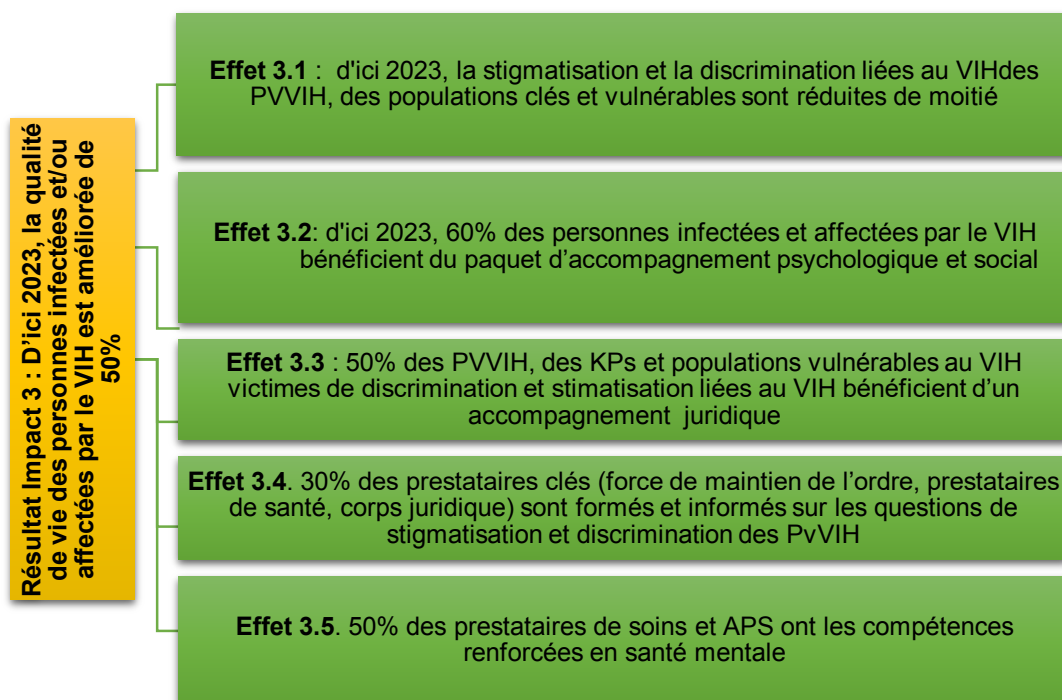 Résultat Impact 3 : D'ici 2023, la qualité
de vie des personnes infectées et/ou
affectées par le VIH est améliorée de
50%
Effet 3.1 : d'ici 2023, la stigmatisation et la discrimination liées au VIHdes
PVVIH, des populations clés et vulnérables sont réduites de moitié
Effet 3.2: d'ici 2023, 60% des personnes infectées et affectées par le VIH
bénéficient du paquet d'accompagnement psychologique et social
Effet 3.3 : 50% des PVVIH, des KPs et populations vulnérables au VIH
victimes de discrimination et stimatisation liées au VIH bénéficient d'un
accompagnement juridique
Effet 3.4. 30% des prestataires clés (force de maintien de l'ordre, prestataires
de santé, corps juridique) sont formés et informés sur les questions de
stigmatisation et discrimination des PvVIH
Effet 3.5. 50% des prestataires de soins et APS ont les compétences
renforcées en santé mentale